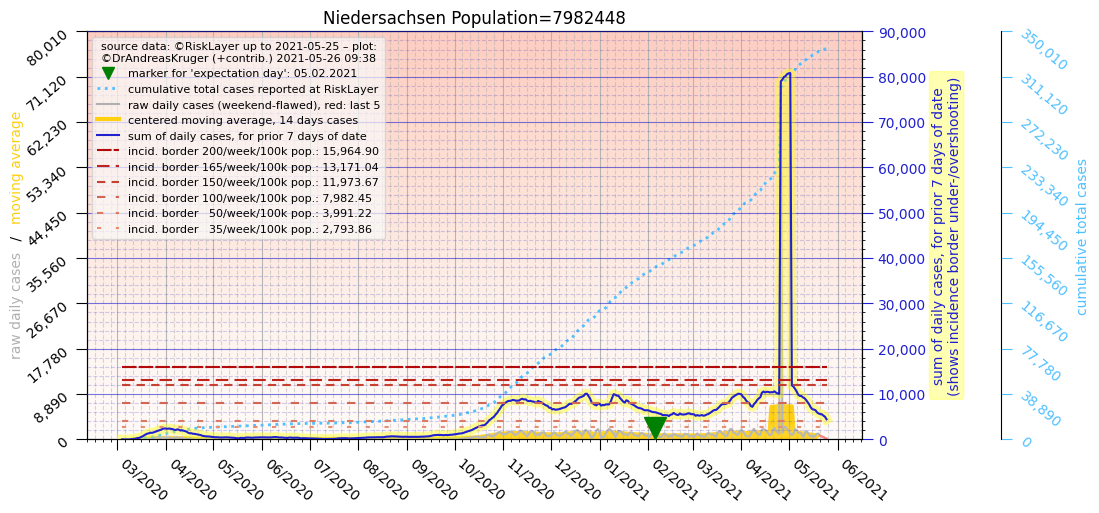 Niedersachsen Population=7982448
source data: ©RiskLayer up to 2021-05-25 – plot:
©DrAndreasKruger (+contrib.) 2021-05-26 09:38
marker for 'expectation day': 05.02.2021
cumulative total cases reported at RiskLayer
raw daily cases (weekend-flawed), red: last 5
centered moving average, 14 days cases
sum of daily cases, for prior 7 days of date
incid. border 200/week/100k pop.: 15,964.90
incid. border 165/week/100k pop.: 13,171.04
incid. border 150/week/100k pop.: 11,973.67
incid. border 100/week/100k pop.: 7,982.45
incid. border   50/week/100k pop.: 3,991.22
incid. border   35/week/100k pop.: 2,793.86
raw daily cases / moving average
80,010
71,120
62,230
53,340
44,450
35,560
26,670
17,780
8,890
0
03/2020
04/2020
05/2020
06/2020
07/2020
08/2020
09/2020
10/2020
11/2020
12/2020
01/2021
02/2021
03/2021
04/2021
05/2021
06/2021
90,000
80,000
70,000
60,000
50,000
40,000
30,000
20,000
10,000
0
sum of daily cases, for prior 7 days of date
(shows incidence border under-/overshooting)
350,010
311,120
272,230
233,340
194,450
155,560
116,670
77,780
38,890
0
cumulative total cases